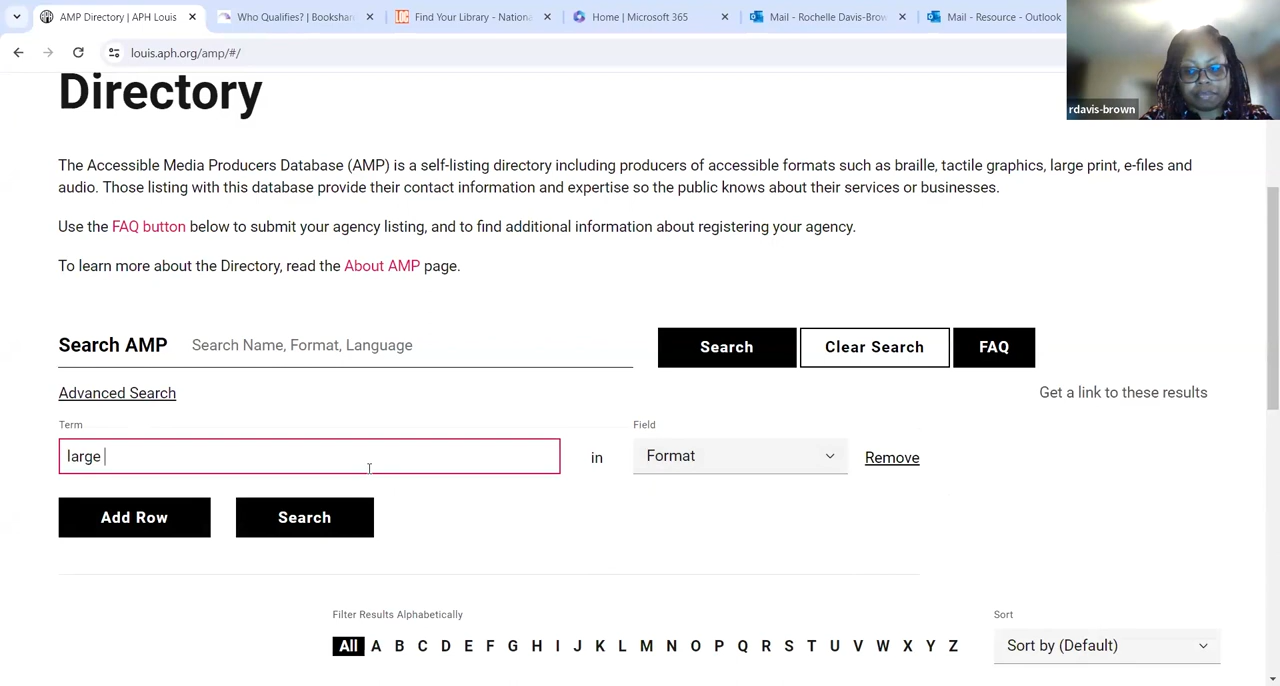 AMP Directory | APH Louis
Who Qualifies? | Bookshar
Find Your Library - Nationa
Home | Microsoft 365
Mail - Rochelle Davis-Brow
Mail - Resource - Outlook
louis.aph.org/amp/#/
rdavis-brown
Directory
The Accessible Media Producers Database (AMP) is a self-listing directory including producers of accessible formats such as braille, tactile graphics, large print, e-files and
audio. Those listing with this database provide their contact information and expertise so the public knows about their services or businesses.
Use the FAQ button below to submit your agency listing, and to find additional information about registering your agency.
To learn more about the Directory, read the About AMP page.
Search AMP Search Name, Format, Language Search Clear Search FAQ
Advanced Search Get a link to these results
Term Field
large in Format Remove
Add Row Search
Filter Results Alphabetically Sort
All A B C D E F G H I J K L M N O P Q R S T U V W X Y Z Sort by (Default)